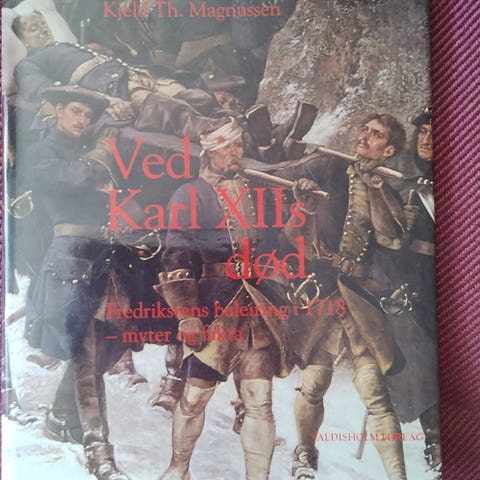 Kjeld Th. Magnussen
Ved
Karl XIIs
død
Fredrikstens beleiring i 1718
– myter og fakta
VALDISHOLM FORLAG